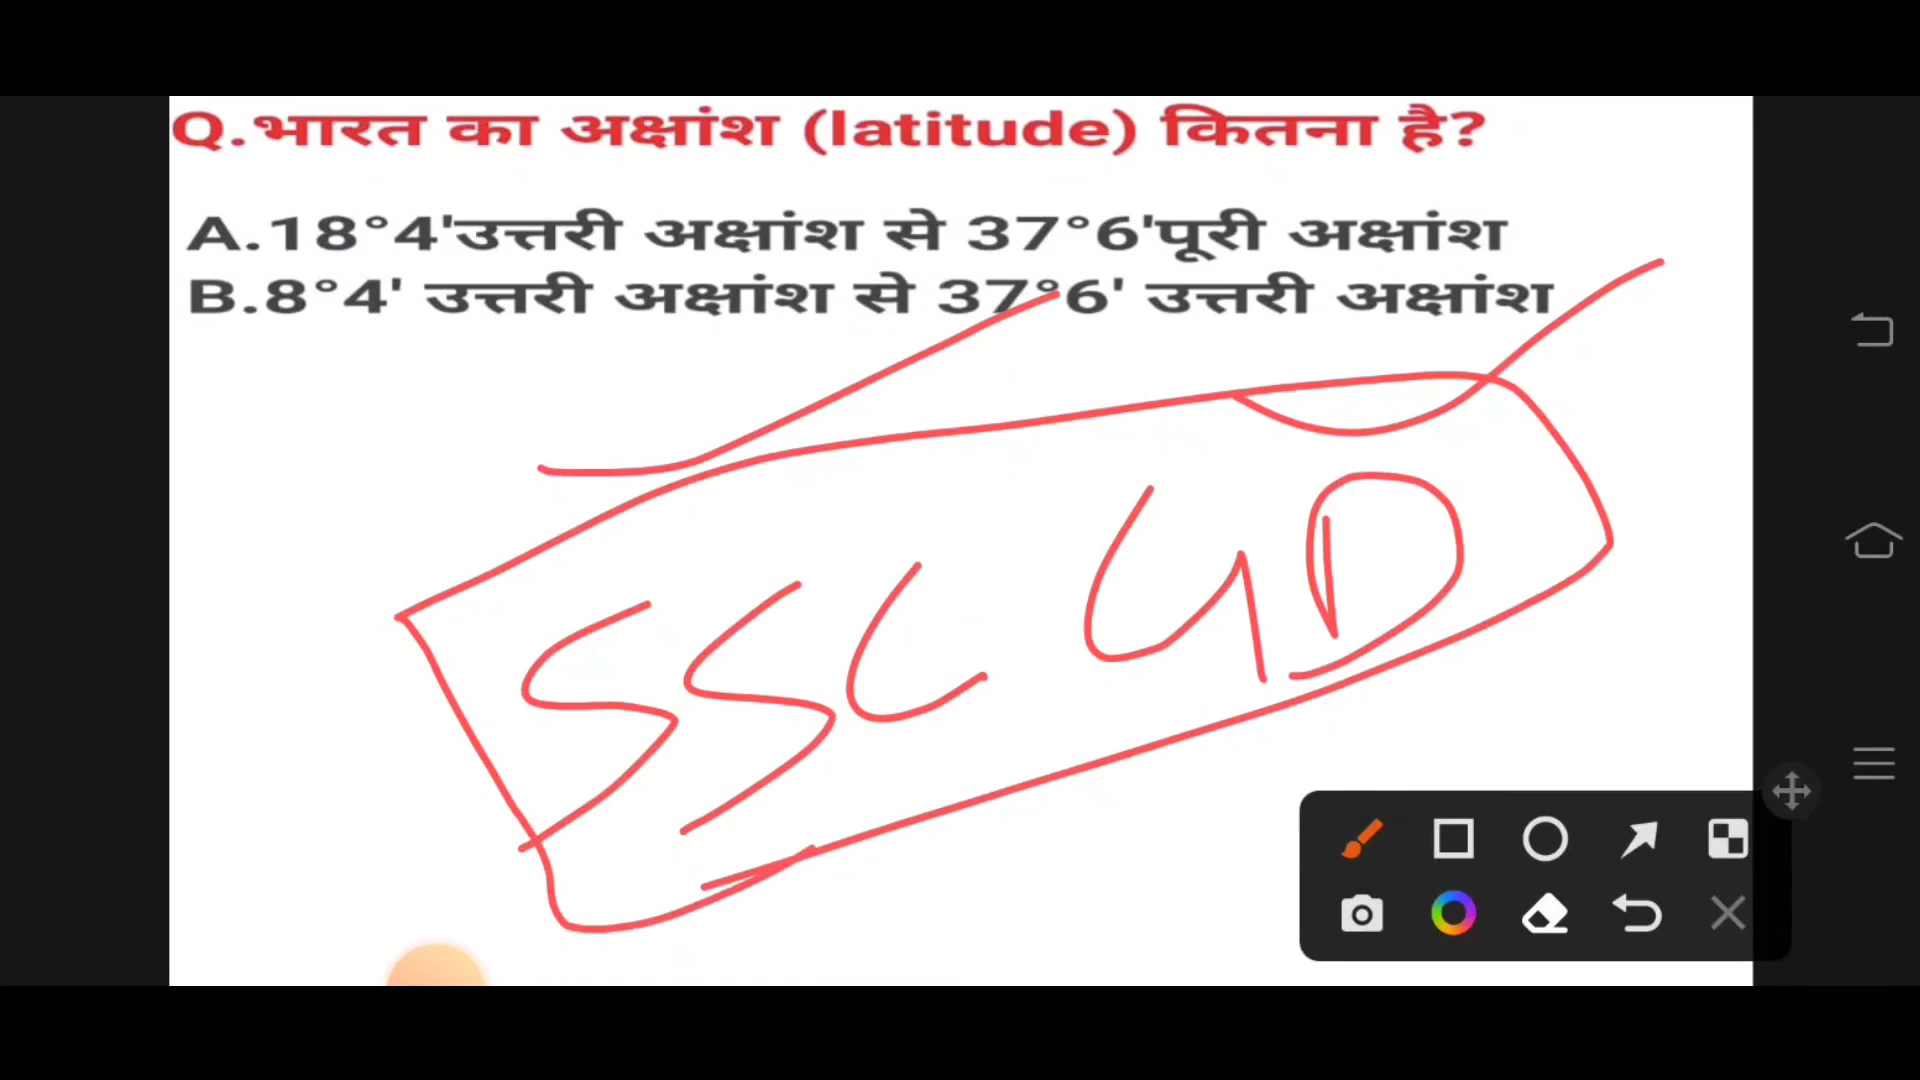 Q.भारत का अक्षांश (latitude) कितना है?
A.18°4'उत्तरी अक्षांश से 37°6'पूरी अक्षांश
B.8°4' उत्तरी अक्षांश से 37°6' उत्तरी अक्षांश
SSC GD